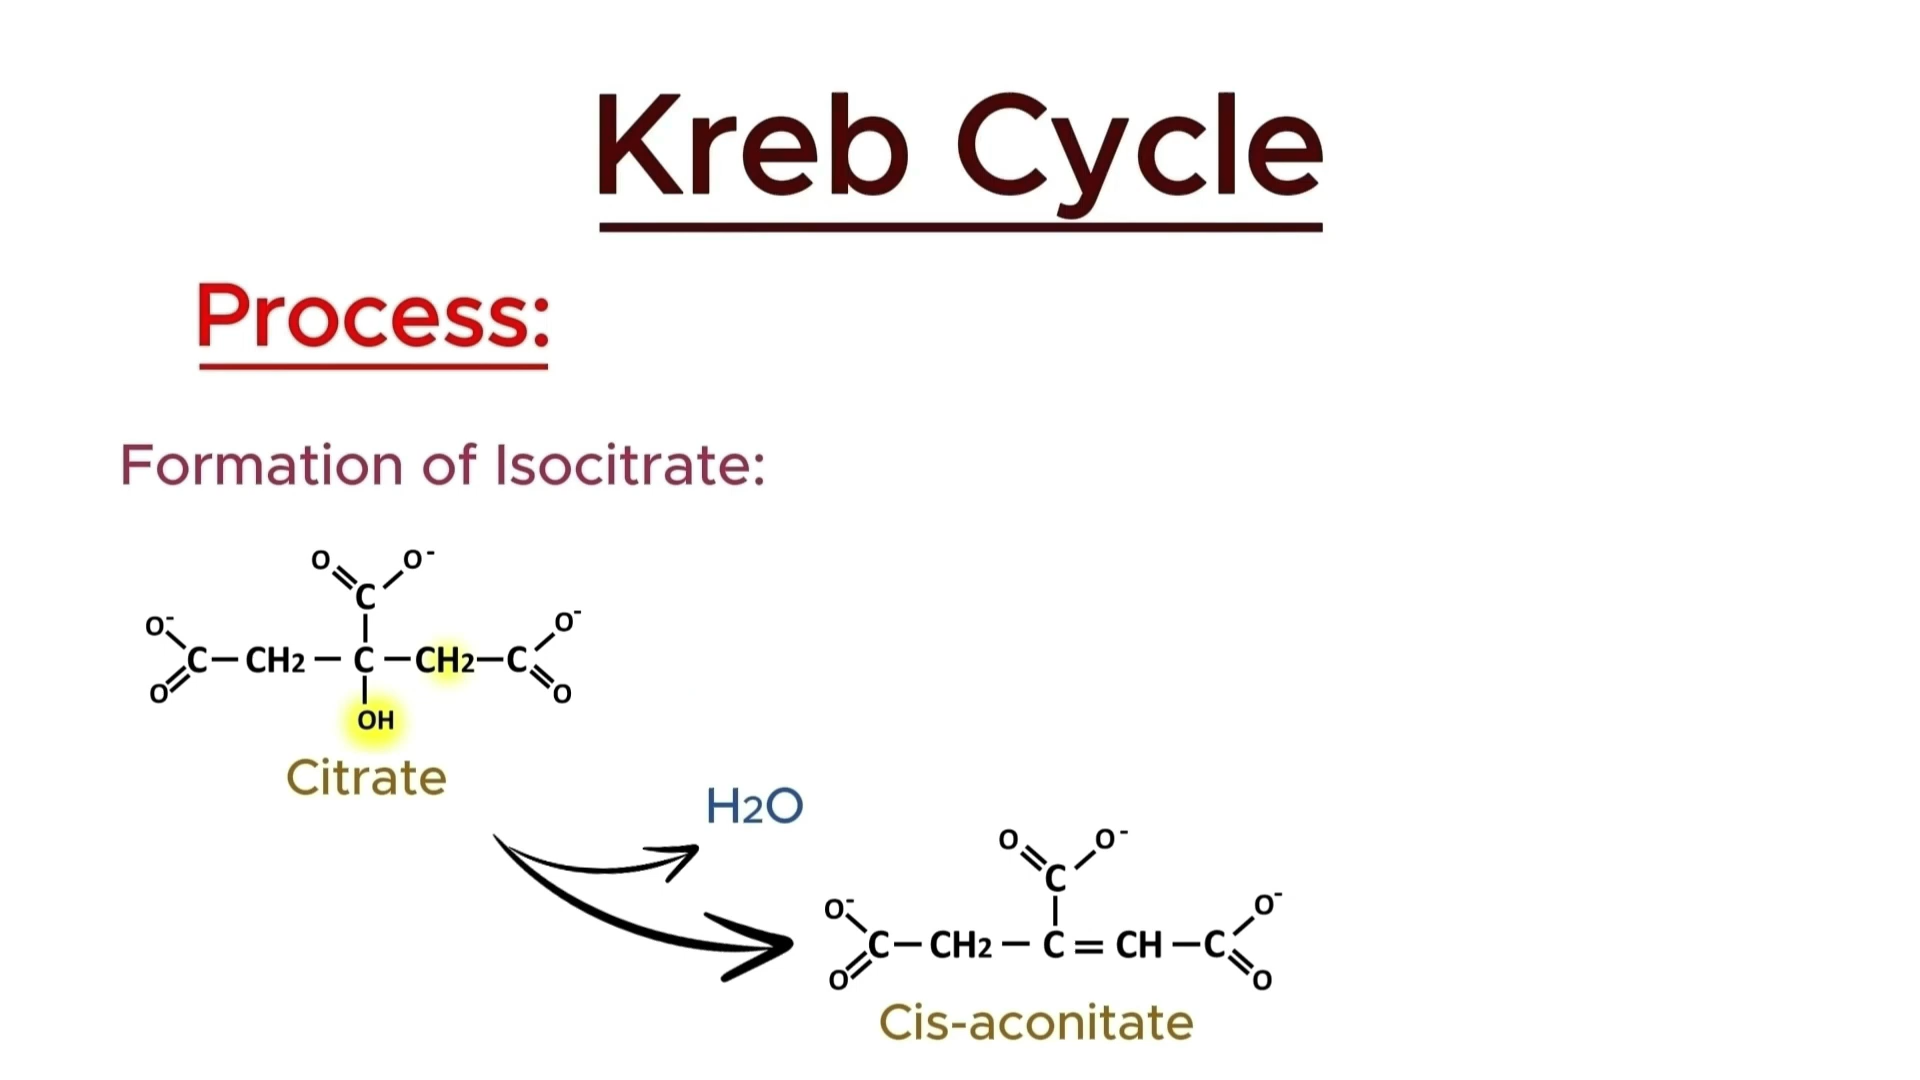 Kreb Cycle
Process:
Formation of Isocitrate:
O O-
C
O- O-
C-CH2-C-CH2-C
O O
OH
Citrate
H2O
O O-
C
O- O-
C-CH2-C=CH-C
O O
Cis-aconitate